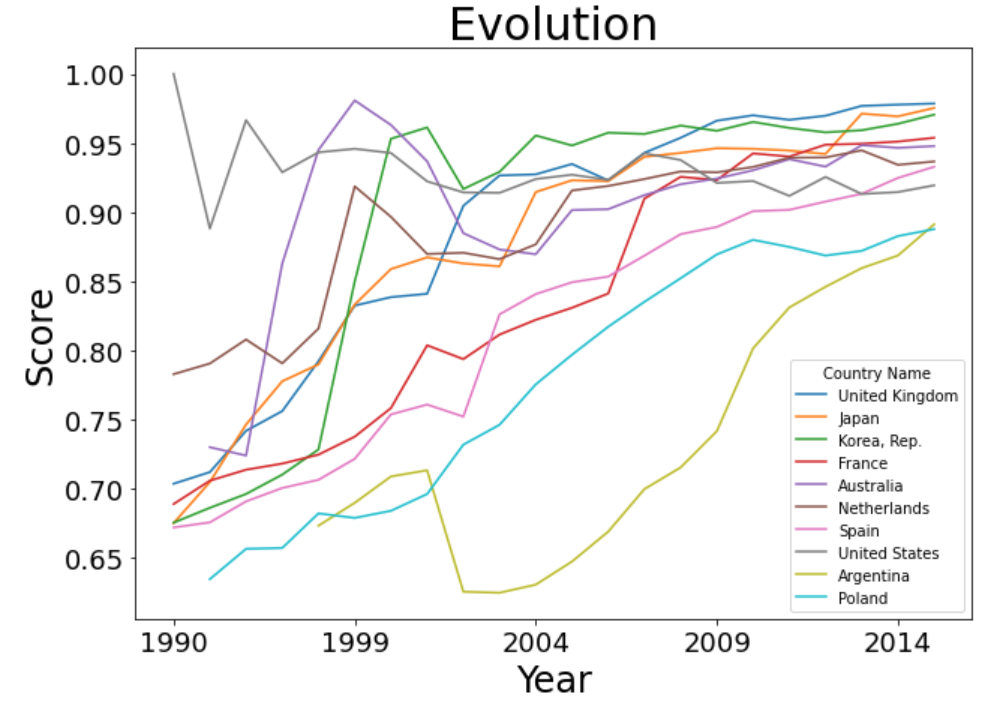 Evolution
Score
1.00
0.95
0.90
0.85
0.80
0.75
0.70
0.65
Country Name
United Kingdom
Japan
Korea, Rep.
France
Australia
Netherlands
Spain
United States
Argentina
Poland
1990 1999 2004 2009 2014
Year